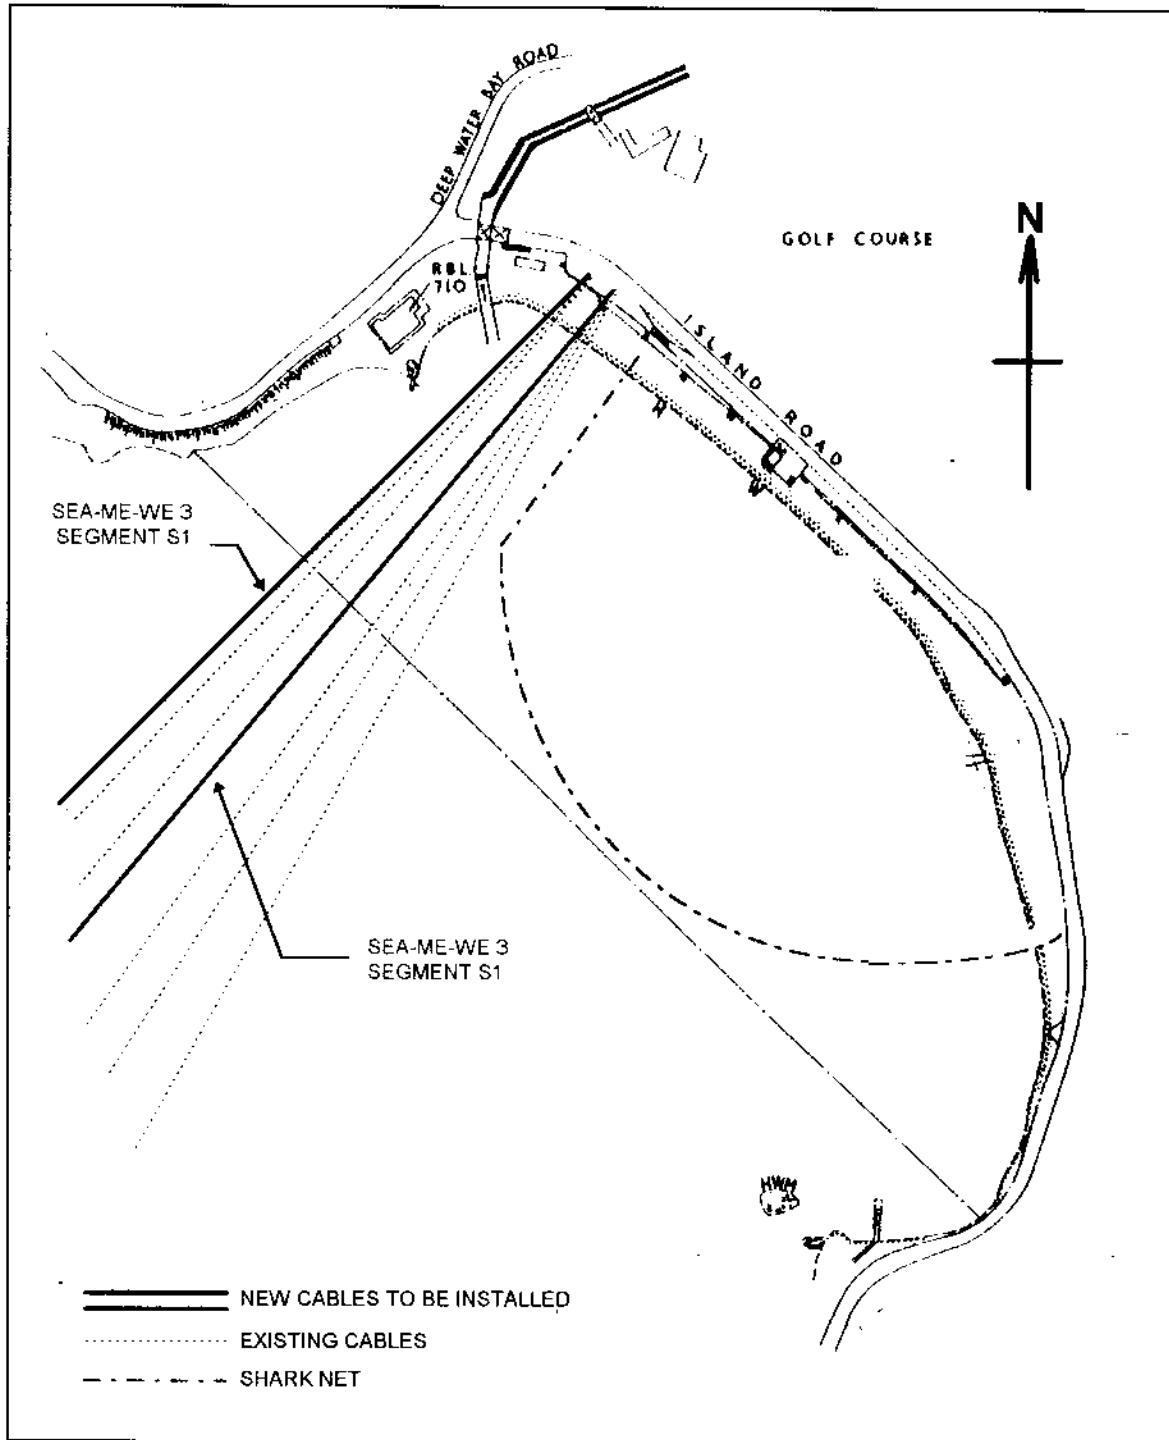 DEEP WATER BAY ROAD
N
GOLF COURSE
RBL
710
ISLAND ROAD
SEA-ME-WE 3
SEGMENT S1
SEA-ME-WE 3
SEGMENT S1
HWM
NEW CABLES TO BE INSTALLED
EXISTING CABLES
SHARK NET